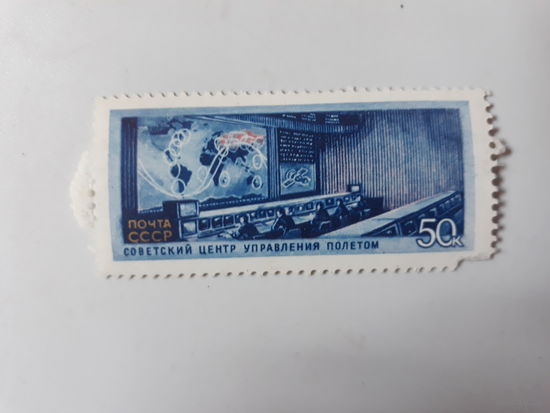 ПОЧТА
СССР
СОВЕТСКИЙ ЦЕНТР УПРАВЛЕНИЯ ПОЛЕТОМ
50к